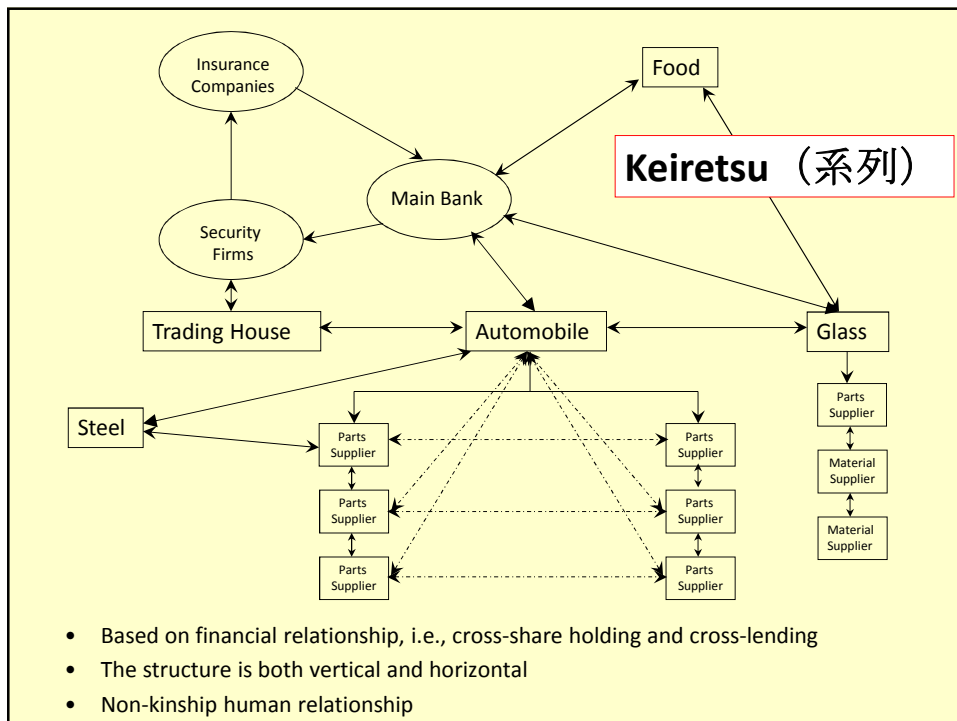 Insurance
Companies
Food
Keiretsu（系列）
Main Bank
Security
Firms
Trading House
Automobile
Glass
Steel
Parts
Supplier
Parts
Supplier
Parts
Supplier
Parts
Supplier
Parts
Supplier
Parts
Supplier
Parts
Supplier
Material
Supplier
Material
Supplier
• Based on financial relationship, i.e., cross-share holding and cross-lending
• The structure is both vertical and horizontal
• Non-kinship human relationship